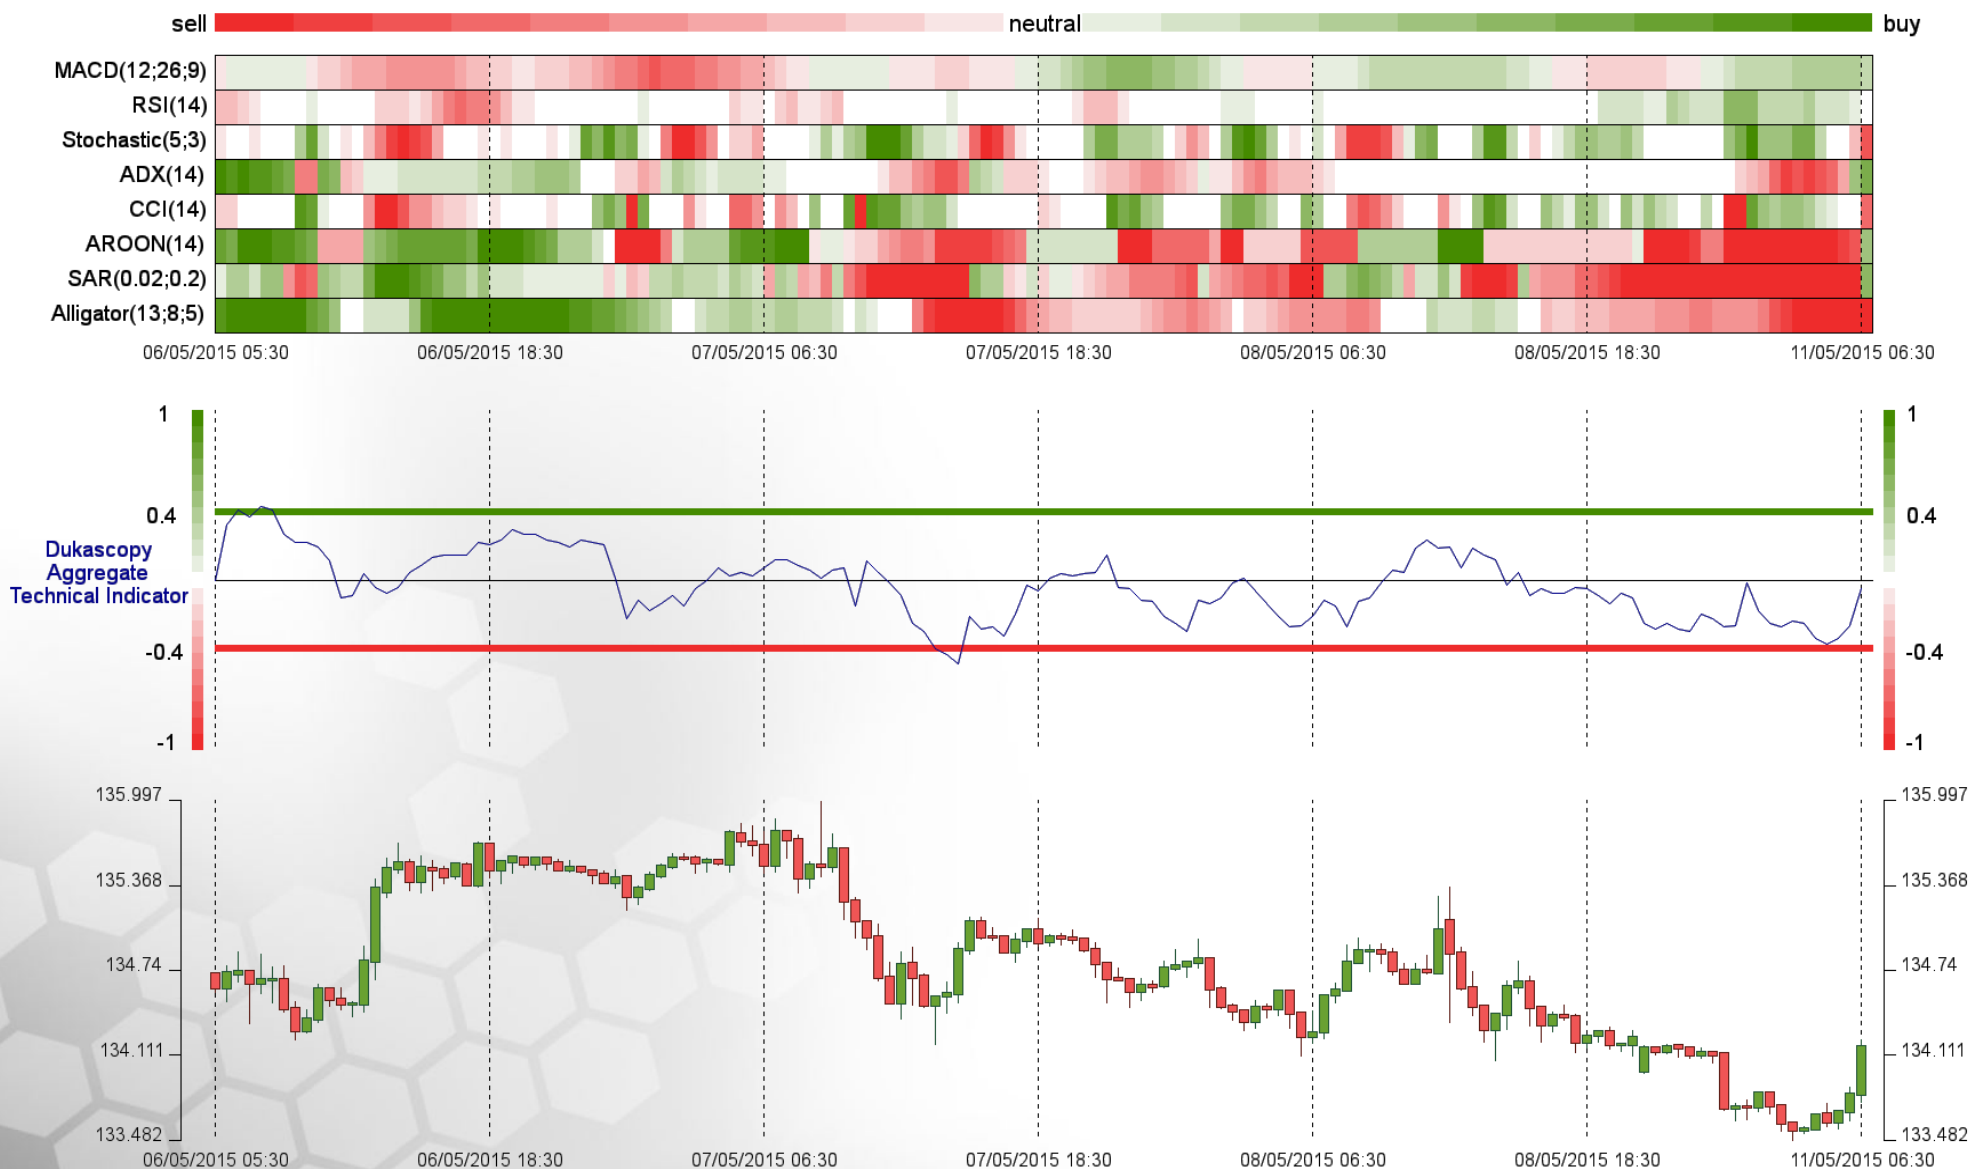 sell neutral buy
MACD(12;26;9)
RSI(14)
Stochastic(5;3)
ADX(14)
CCI(14)
AROON(14)
SAR(0.02;0.2)
Alligator(13;8;5)
06/05/2015 05:30 06/05/2015 18:30 07/05/2015 06:30 07/05/2015 18:30 08/05/2015 06:30 08/05/2015 18:30 11/05/2015 06:30
1 1
0.4 0.4
Dukascopy
Aggregate
Technical Indicator
-0.4 -0.4
-1 -1
135.997 135.997
135.368 135.368
134.74 134.74
134.111 134.111
133.482 133.482
06/05/2015 05:30 06/05/2015 18:30 07/05/2015 06:30 07/05/2015 18:30 08/05/2015 06:30 08/05/2015 18:30 11/05/2015 06:30